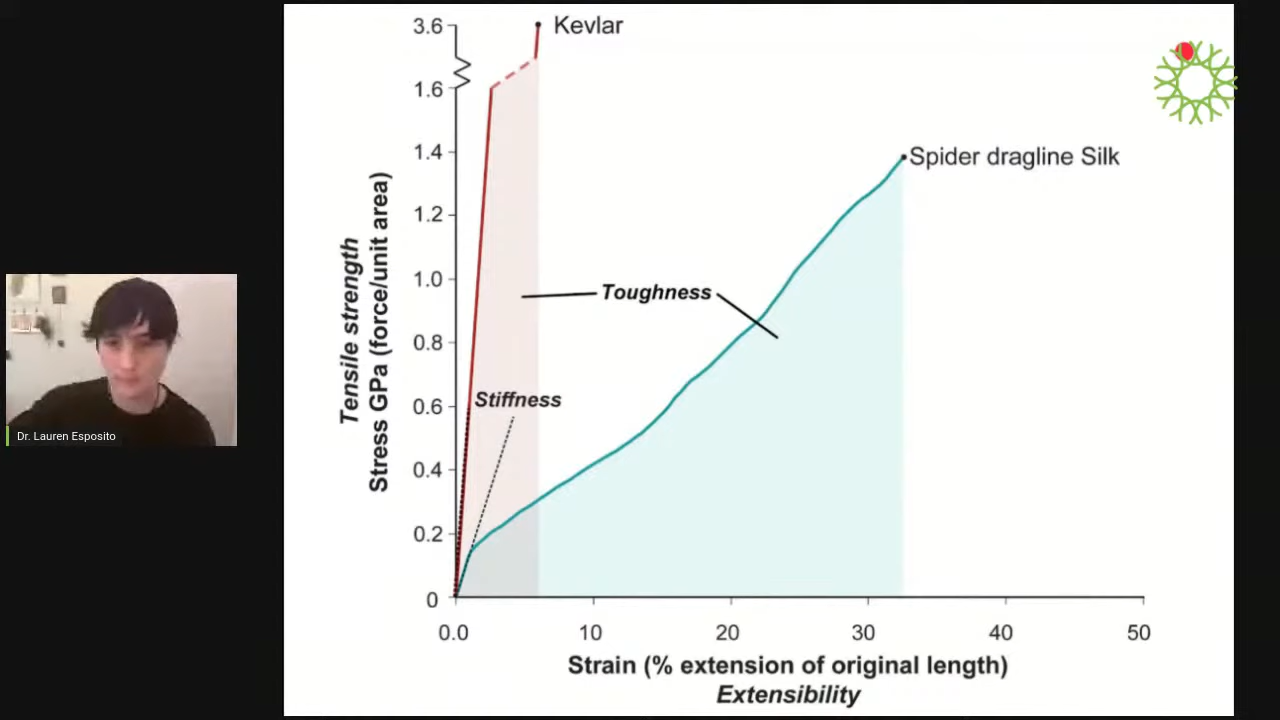 3.6
Kevlar
1.6
1.4
Spider dragline Silk
1.2
1.0
Toughness
0.8
0.6
Stiffness
0.4
0.2
0
Tensile strength
Stress GPa (force/unit area)
0.0 10 20 30 40 50
Strain (% extension of original length)
Extensibility
Dr. Lauren Esposito